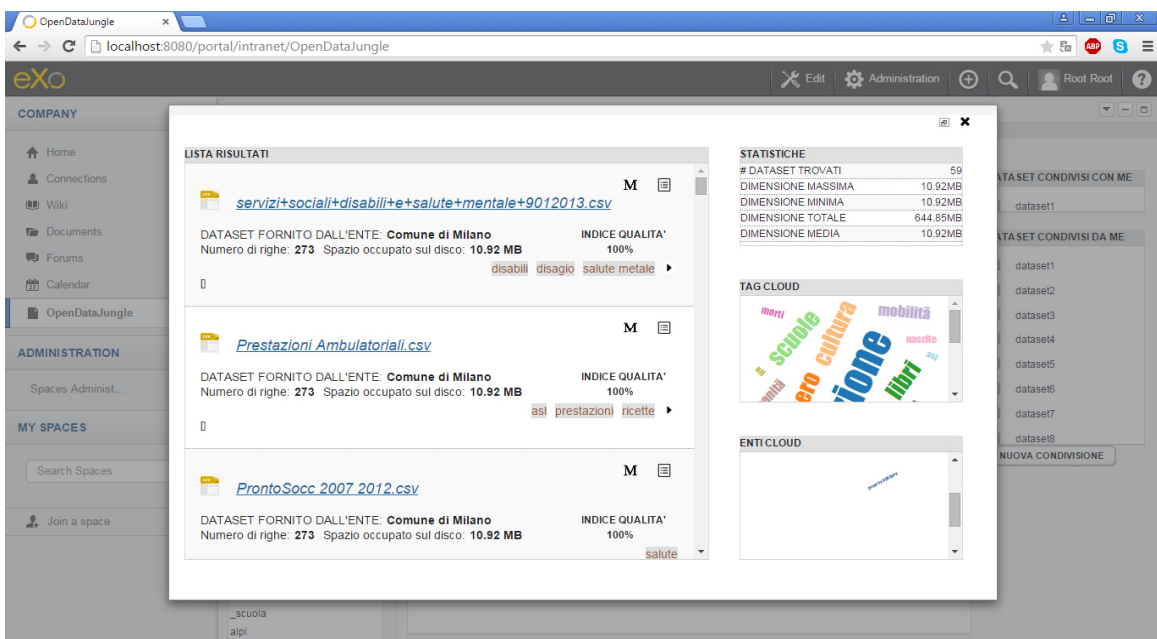 OpenDataJungle
localhost:8080/portal/intranet/OpenDataJungle
ABP
eXo
Edit
Administration
Root Root
COMPANY
Home
Connections
Wiki
Documents
Forums
Calendar
OpenDataJungle
ADMINISTRATION
Spaces Administ...
MY SPACES
Search Spaces
Join a space
LISTA RISULTATI
M
servizi+sociali+disabili+e+salute+mentale+9012013.csv
DATASET FORNITO DALL'ENTE: Comune di Milano
INDICE QUALITA'
Numero di righe: 273 Spazio occupato sul disco: 10.92 MB
100%
disabili disagio salute metale
[]
M
Prestazioni Ambulatoriali.csv
DATASET FORNITO DALL'ENTE: Comune di Milano
INDICE QUALITA'
Numero di righe: 273 Spazio occupato sul disco: 10.92 MB
100%
asl prestazioni ricette
[]
M
ProntoSocc 2007 2012.csv
DATASET FORNITO DALL'ENTE: Comune di Milano
INDICE QUALITA'
Numero di righe: 273 Spazio occupato sul disco: 10.92 MB
100%
salute
STATISTICHE
# DATASET TROVATI 59
DIMENSIONE MASSIMA 10.92MB
DIMENSIONE MINIMA 10.92MB
DIMENSIONE TOTALE 644.85MB
DIMENSIONE MEDIA 10.92MB
TAG CLOUD
morti
scuole
cultura
mobilità
nascite
asl
libri
ero
ione
anità
ENTI CLOUD
ATASET CONDIVISI CON ME
dataset1
ATASET CONDIVISI DA ME
dataset1
dataset2
dataset3
dataset4
dataset5
dataset6
dataset7
dataset8
NUOVA CONDIVISIONE
_scuola
alpi